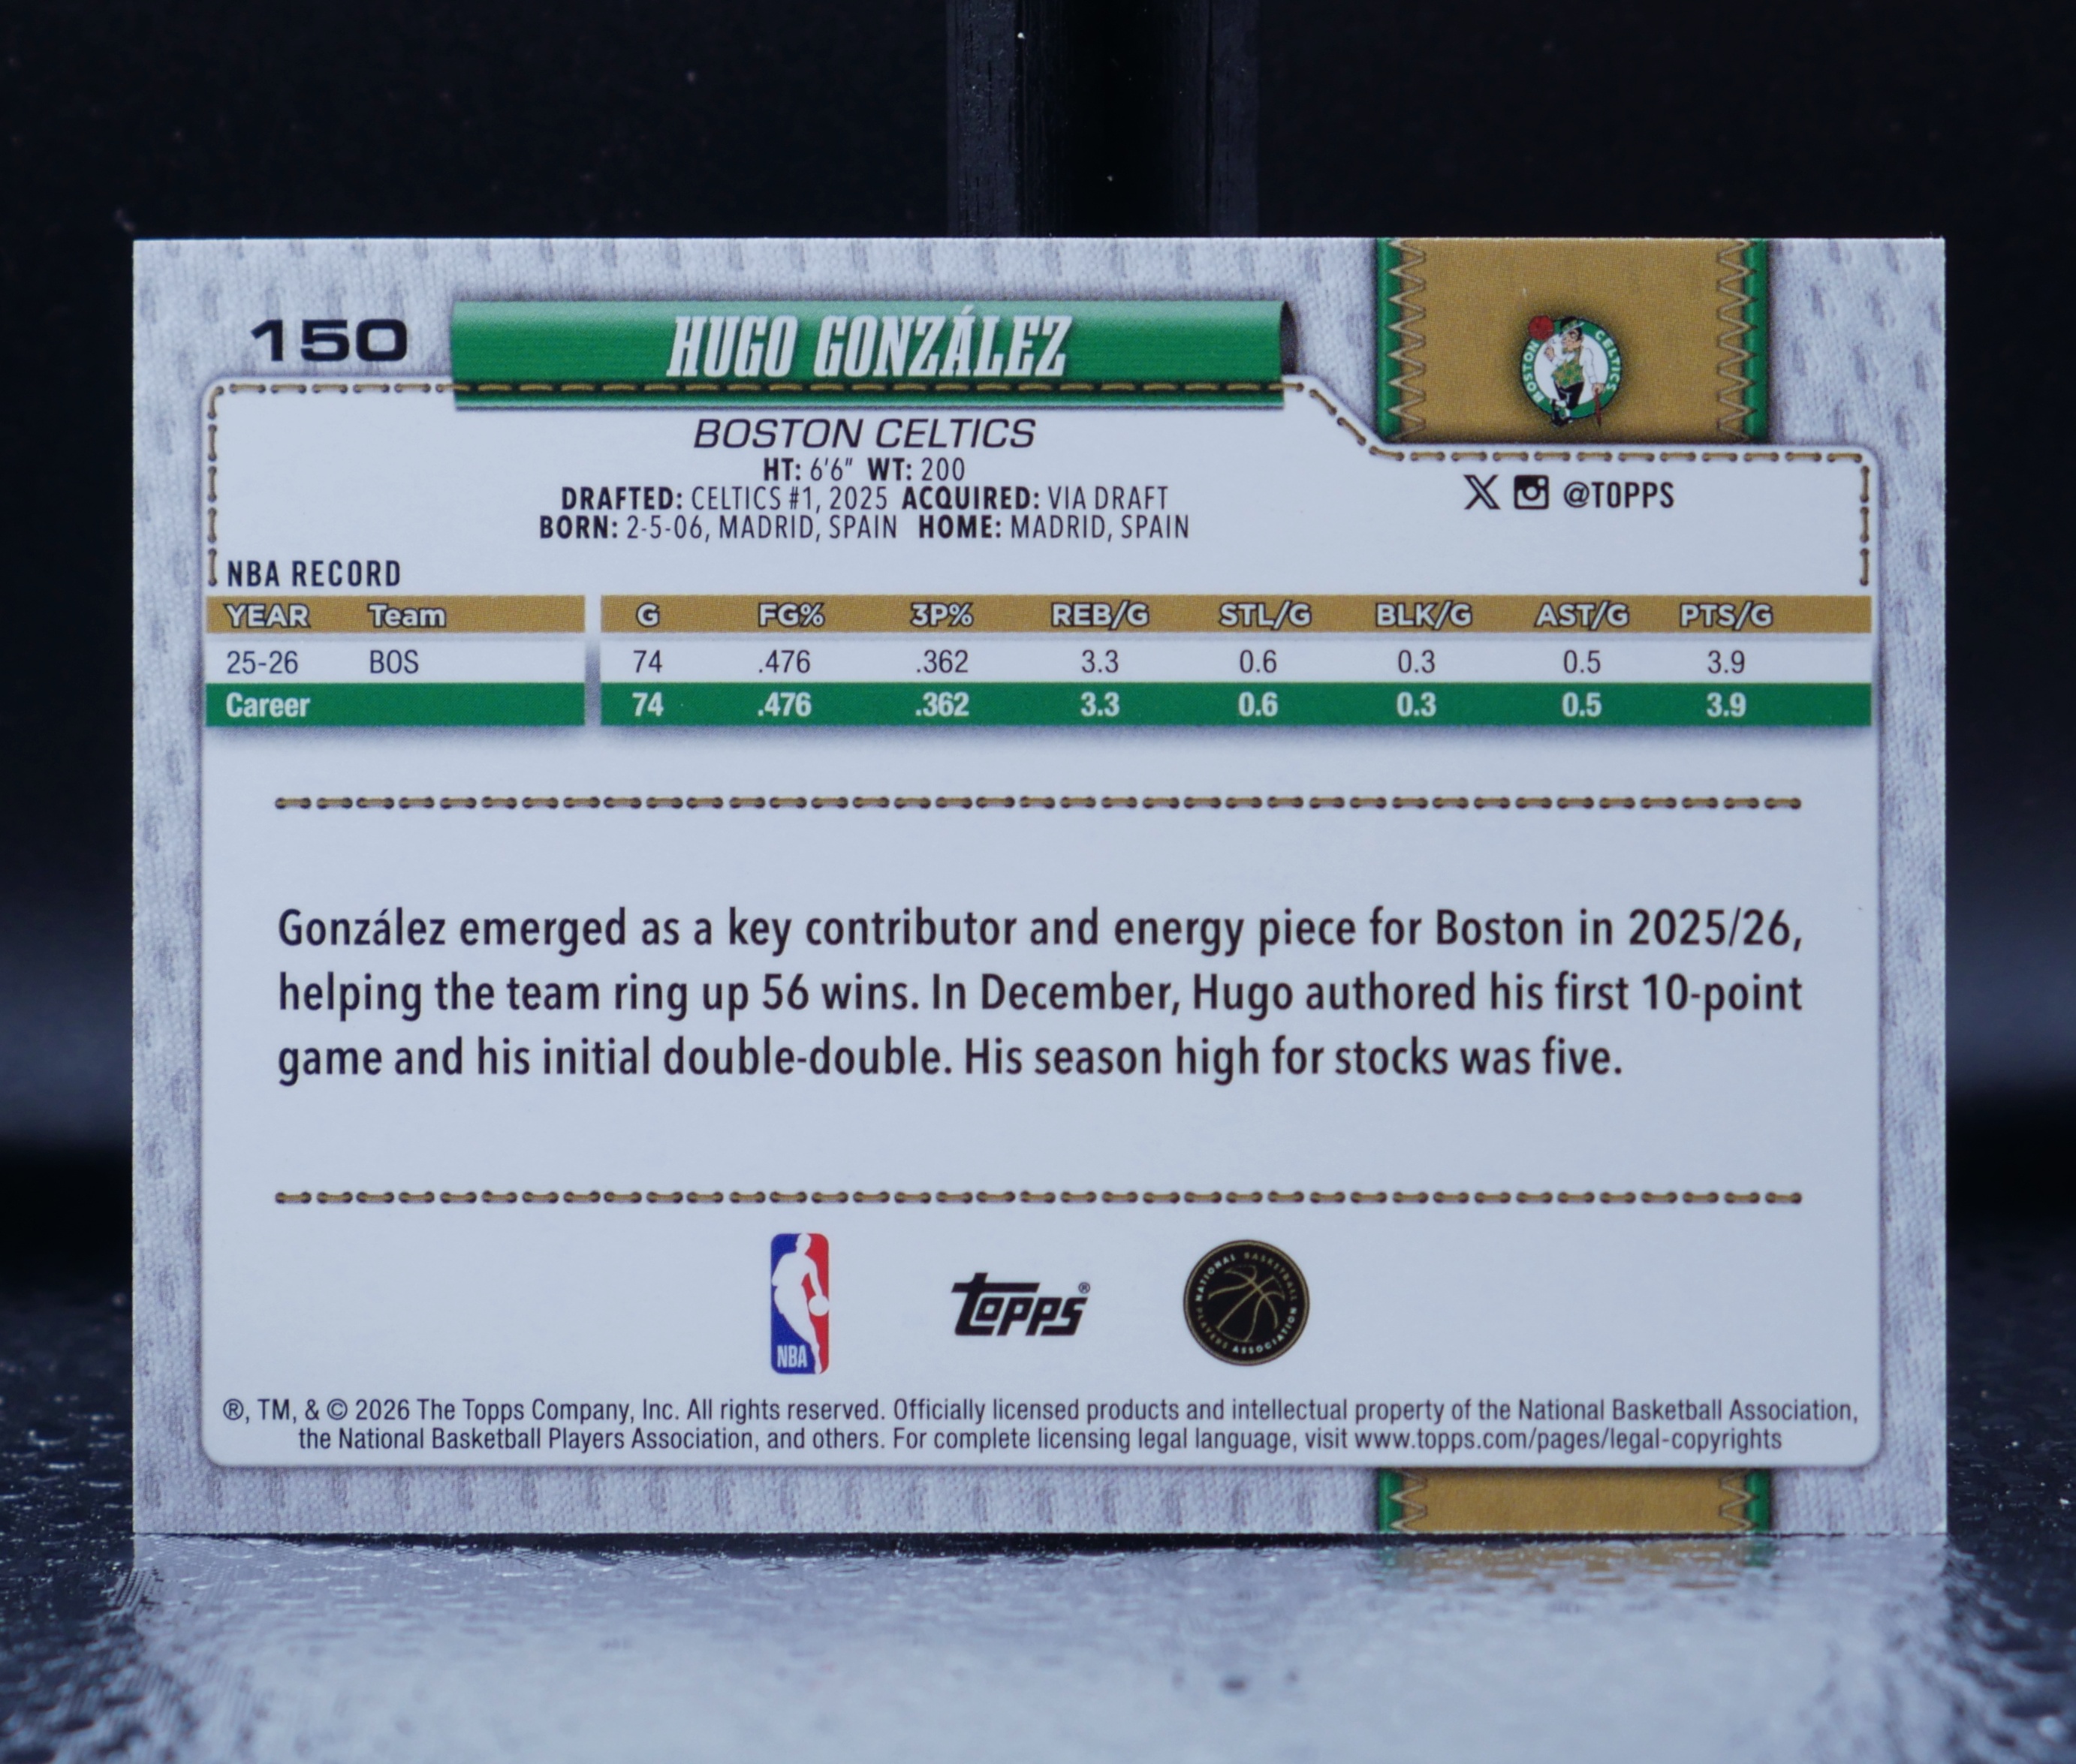 150
HUGO GONZÁLEZ
BOSTON CELTICS
BOSTON CELTICS
HT: 6'6" WT: 200
DRAFTED: CELTICS #1, 2025 ACQUIRED: VIA DRAFT
BORN: 2-5-06, MADRID, SPAIN HOME: MADRID, SPAIN
@TOPPS
NBA RECORD
YEAR Team G FG% 3P% REB/G STL/G BLK/G AST/G PTS/G
25-26 BOS 74 .476 .362 3.3 0.6 0.3 0.5 3.9
Career 74 .476 .362 3.3 0.6 0.3 0.5 3.9
González emerged as a key contributor and energy piece for Boston in 2025/26,
helping the team ring up 56 wins. In December, Hugo authored his first 10-point
game and his initial double-double. His season high for stocks was five.
NBA
topps®
NATIONAL BASKETBALL PLAYERS ASSOCIATION
®, TM, & © 2026 The Topps Company, Inc. All rights reserved. Officially licensed products and intellectual property of the National Basketball Association,
the National Basketball Players Association, and others. For complete licensing legal language, visit www.topps.com/pages/legal-copyrights